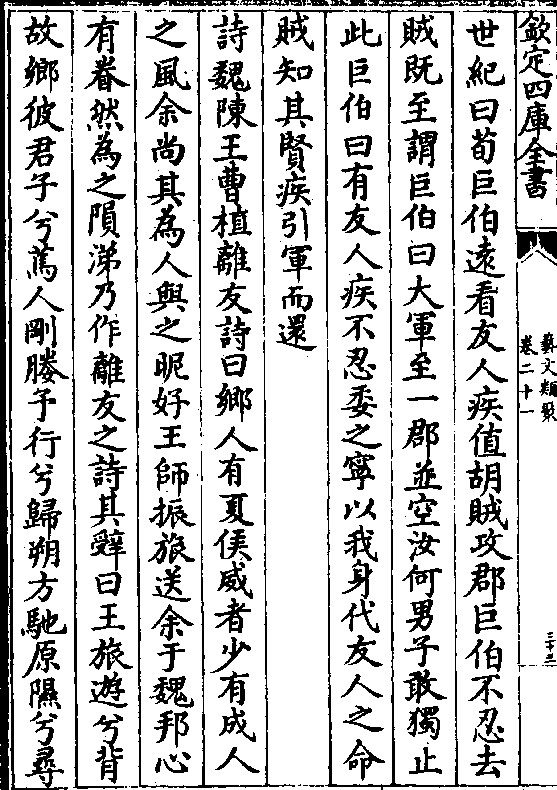 欽定四庫全書
藝文類聚
卷二十一
三十三
世紀曰荀巨伯遠看友人疾值胡賊攻郡巨伯不忍去
賊既至謂巨伯曰大軍至一郡並空汝何男子敢獨止
此巨伯曰有友人疾不忍委之寧以我身代友人之命
賊知其賢疾引軍而還
詩魏陳王曹植離友詩曰鄉人有夏侯威者少有成人
之風余尚其為人與之昵好王師振旅送余于魏邦心
有眷然為之隕涕乃作離友之詩其辭曰王旅遊兮背
故鄉彼君子兮篤人剛媵予行兮歸朔方馳原隰兮尋